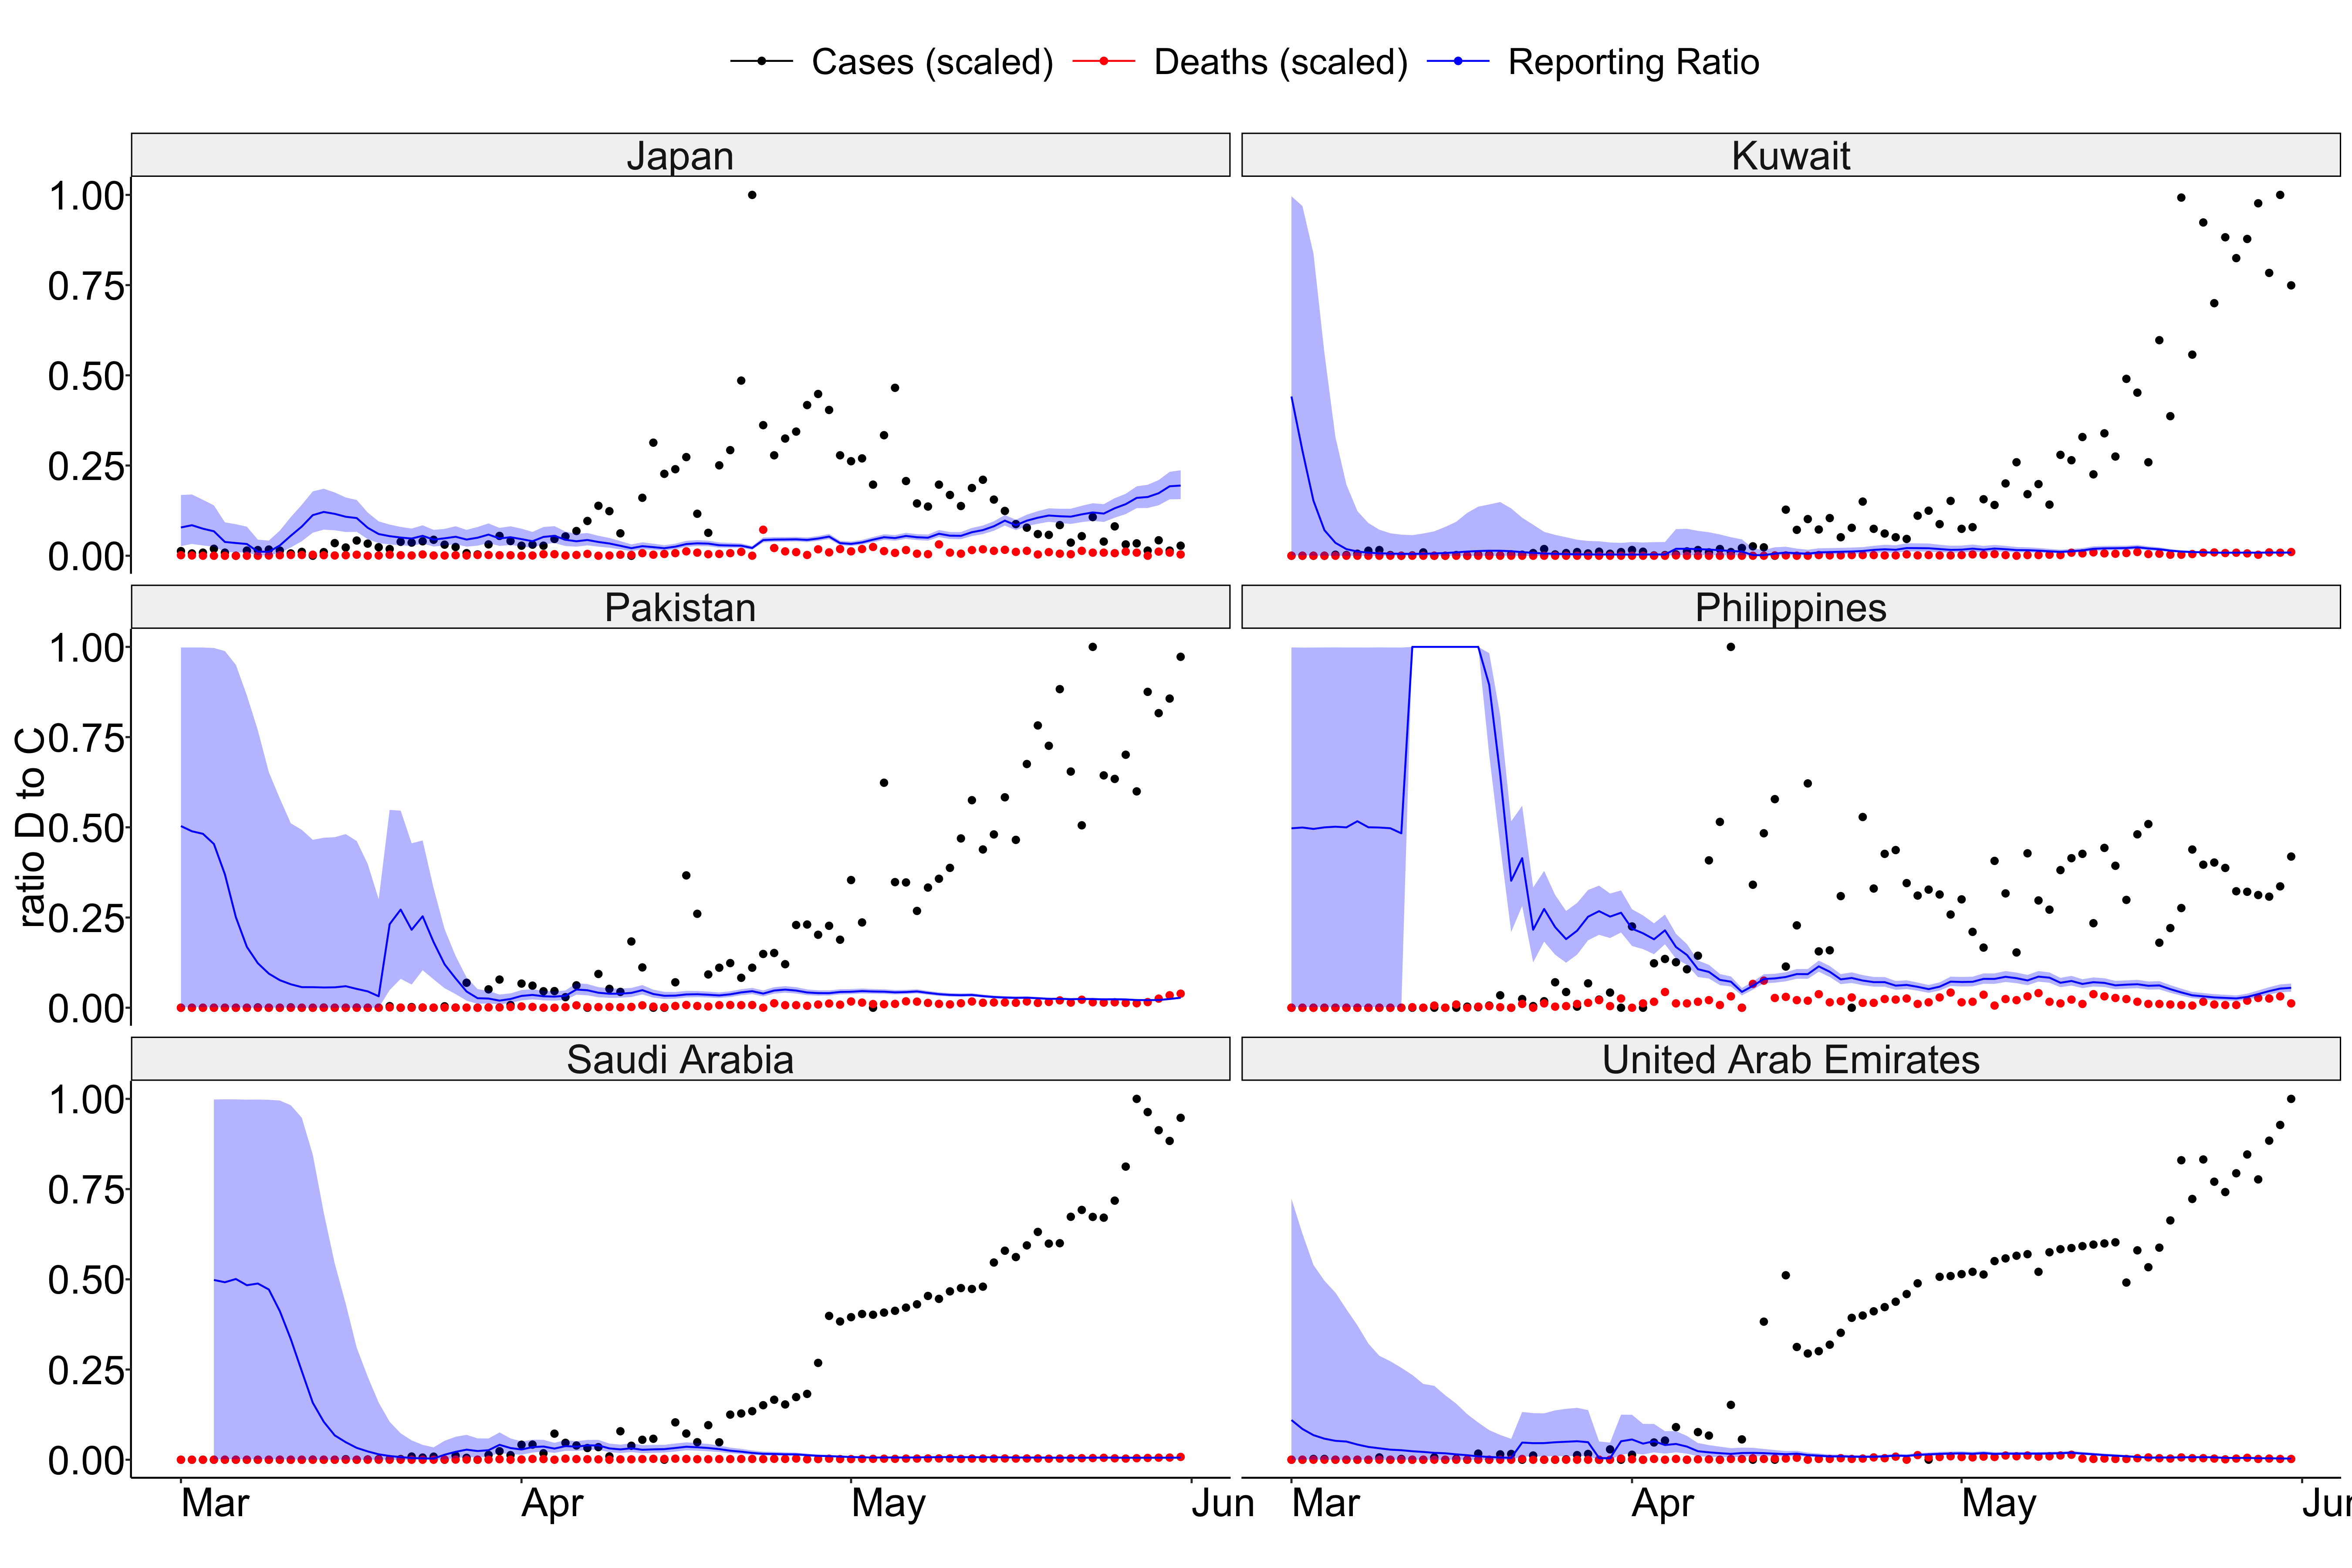 Cases (scaled) Deaths (scaled) Reporting Ratio
Japan Kuwait
1.00
0.75
0.50
0.25
0.00
Pakistan Philippines
1.00
0.75
0.50
0.25
0.00
ratio D to C
Saudi Arabia United Arab Emirates
1.00
0.75
0.50
0.25
0.00
Mar Apr May Jun Mar Apr May Jun